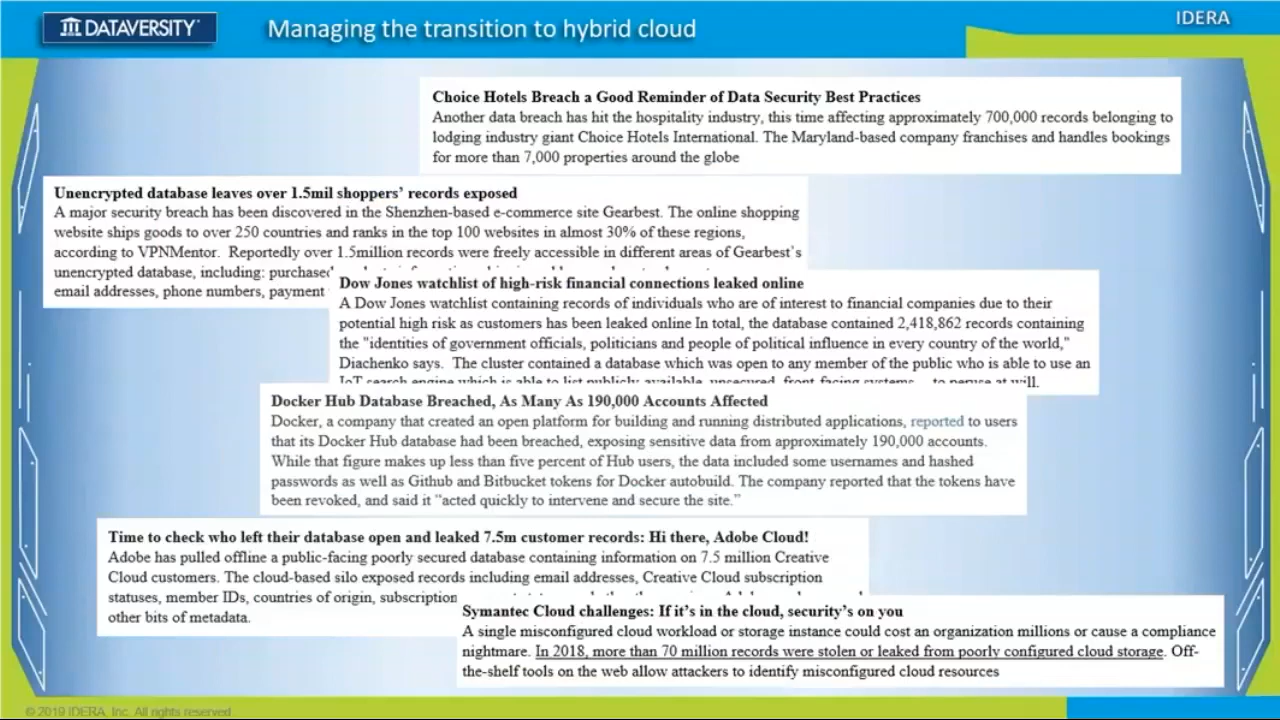 DATAVERSITY
Managing the transition to hybrid cloud
IDERA
Choice Hotels Breach a Good Reminder of Data Security Best Practices
Another data breach has hit the hospitality industry, this time affecting approximately 700,000 records belonging to
lodging industry giant Choice Hotels International. The Maryland-based company franchises and handles bookings
for more than 7,000 properties around the globe
Unencrypted database leaves over 1.5mil shoppers' records exposed
A major security breach has been discovered in the Shenzhen-based e-commerce site Gearbest. The online shopping
website ships goods to over 250 countries and ranks in the top 100 websites in almost 30% of these regions,
according to VPNMentor. Reportedly over 1.5million records were freely accessible in different areas of Gearbest's
unencrypted database, including: purchased
email addresses, phone numbers, payment
Dow Jones watchlist of high-risk financial connections leaked online
A Dow Jones watchlist containing records of individuals who are of interest to financial companies due to their
potential high risk as customers has been leaked online In total, the database contained 2,418,862 records containing
the "identities of government officials, politicians and people of political influence in every country of the world,"
Diachenko says. The cluster contained a database which was open to any member of the public who is able to use an
IoT search engine which is able to list publicly available, unsecured, front-facing systems -- to peruse at will.
Docker Hub Database Breached, As Many As 190,000 Accounts Affected
Docker, a company that created an open platform for building and running distributed applications, reported to users
that its Docker Hub database had been breached, exposing sensitive data from approximately 190,000 accounts.
While that figure makes up less than five percent of Hub users, the data included some usernames and hashed
passwords as well as Github and Bitbucket tokens for Docker autobuild. The company reported that the tokens have
been revoked, and said it “acted quickly to intervene and secure the site.”
Time to check who left their database open and leaked 7.5m customer records: Hi there, Adobe Cloud!
Adobe has pulled offline a public-facing poorly secured database containing information on 7.5 million Creative
Cloud customers. The cloud-based silo exposed records including email addresses, Creative Cloud subscription
statuses, member IDs, countries of origin, subscription
other bits of metadata.
Symantec Cloud challenges: If it's in the cloud, security's on you
A single misconfigured cloud workload or storage instance could cost an organization millions or cause a compliance
nightmare. In 2018, more than 70 million records were stolen or leaked from poorly configured cloud storage. Off-
the-shelf tools on the web allow attackers to identify misconfigured cloud resources
© 2019 IDERA, Inc. All rights reserved.